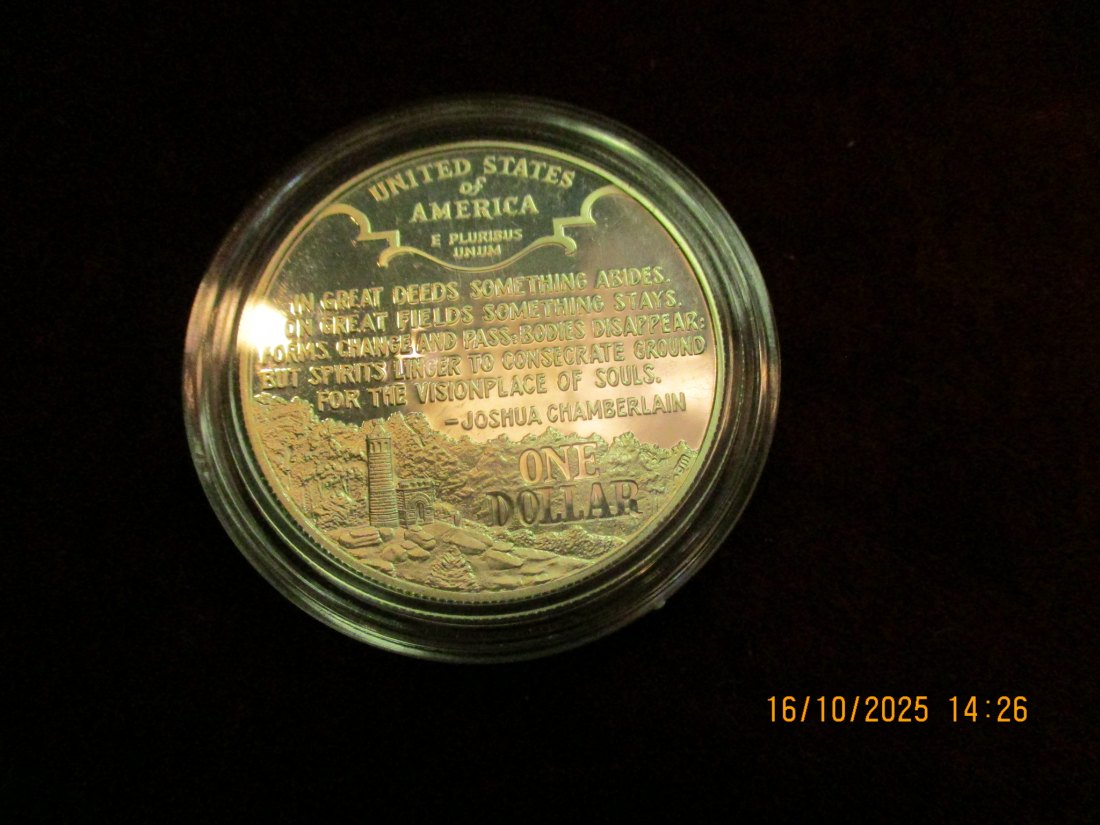 UNITED STATES
of
AMERICA
E PLURIBUS
UNUM
IN GREAT DEEDS SOMETHING ABIDES.
ON GREAT FIELDS SOMETHING STAYS.
FORMS CHANGE AND PASS; BODIES DISAPPEAR;
BUT SPIRITS LINGER TO CONSECRATE GROUND
FOR THE VISIONPLACE OF SOULS.
-JOSHUA CHAMBERLAIN
ONE
DOLLAR
16/10/2025 14:26